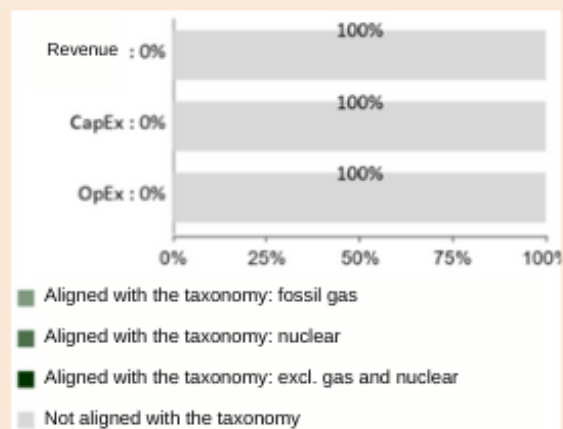 100%
Revenue : 0%
100%
CapEx : 0%
100%
OpEx : 0%
0% 25% 50% 75% 100%
Aligned with the taxonomy: fossil gas
Aligned with the taxonomy: nuclear
Aligned with the taxonomy: excl. gas and nuclear
Not aligned with the taxonomy